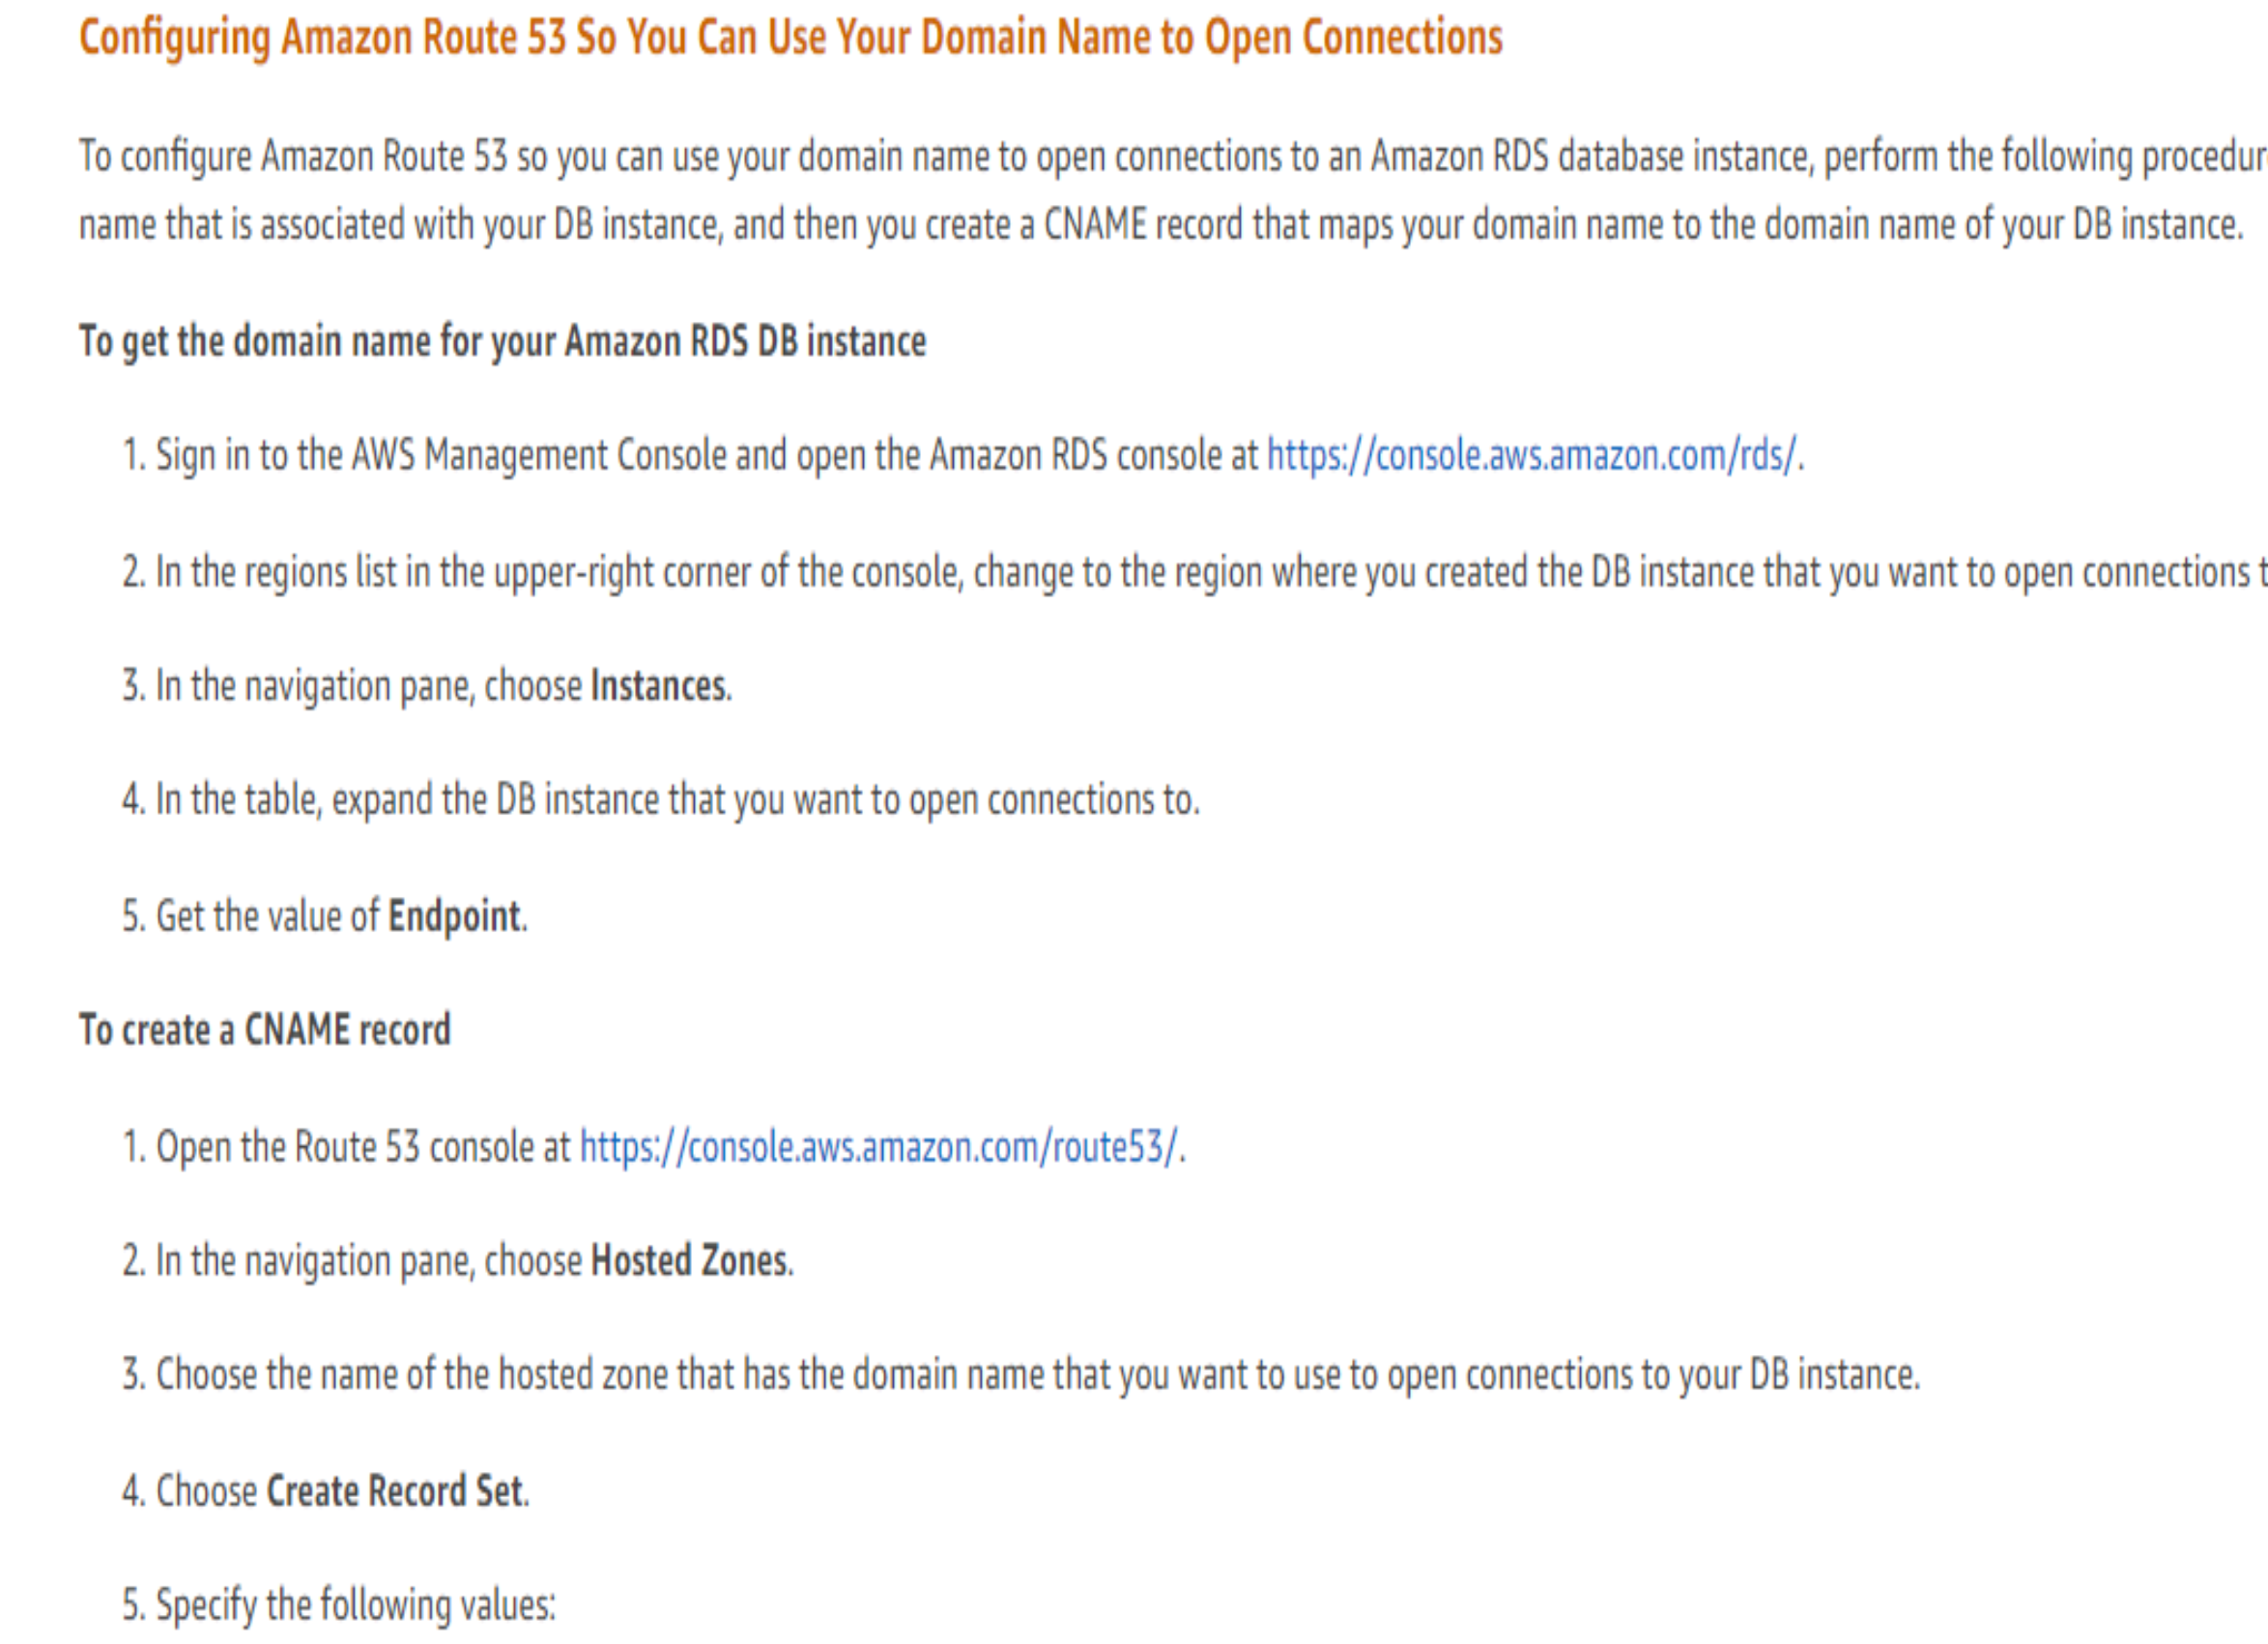 Configuring Amazon Route 53 So You Can Use Your Domain Name to Open Connections
To configure Amazon Route 53 so you can use your domain name to open connections to an Amazon RDS database instance, perform the following procedur
name that is associated with your DB instance, and then you create a CNAME record that maps your domain name to the domain name of your DB instance.
To get the domain name for your Amazon RDS DB instance
1. Sign in to the AWS Management Console and open the Amazon RDS console at https://console.aws.amazon.com/rds/.
2. In the regions list in the upper-right corner of the console, change to the region where you created the DB instance that you want to open connections t
3. In the navigation pane, choose Instances.
4. In the table, expand the DB instance that you want to open connections to.
5. Get the value of Endpoint.
To create a CNAME record
1. Open the Route 53 console at https://console.aws.amazon.com/route53/.
2. In the navigation pane, choose Hosted Zones.
3. Choose the name of the hosted zone that has the domain name that you want to use to open connections to your DB instance.
4. Choose Create Record Set.
5. Specify the following values: